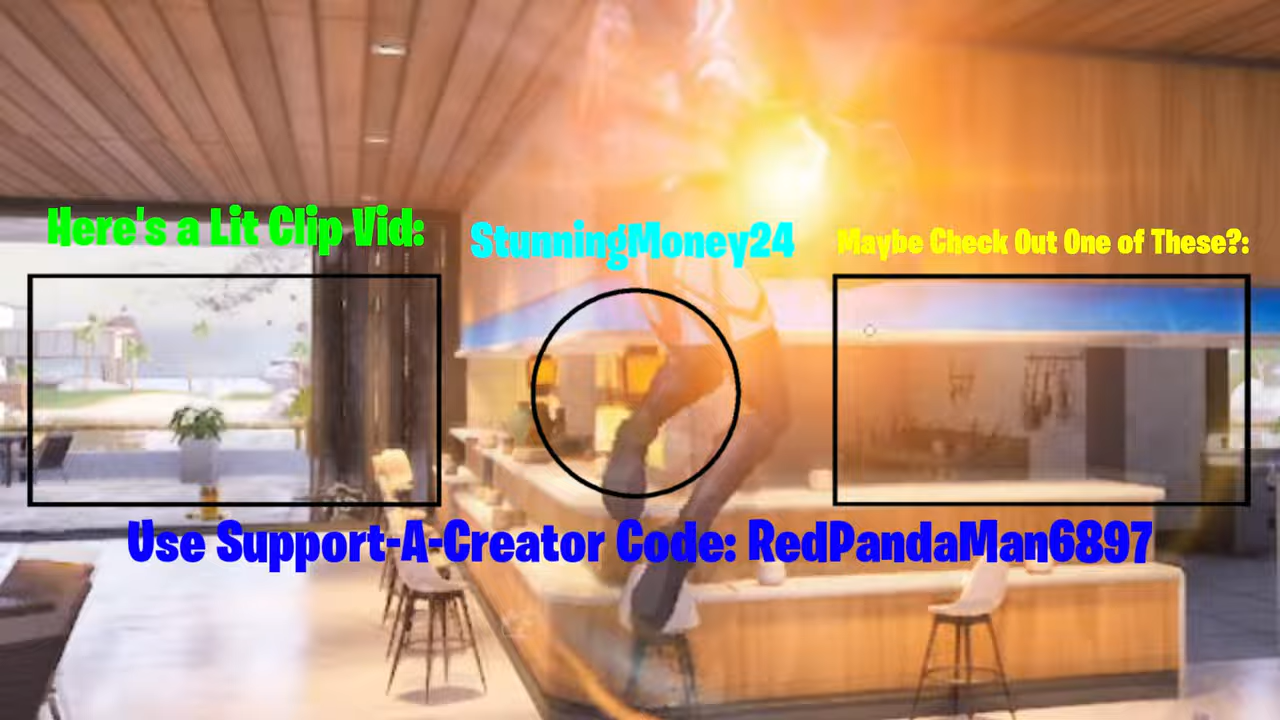 Here's a Lit Clip Vid:
StunningMoney24
Maybe Check Out One of These?:
Use Support-A-Creator Code: RedPandaMan6897